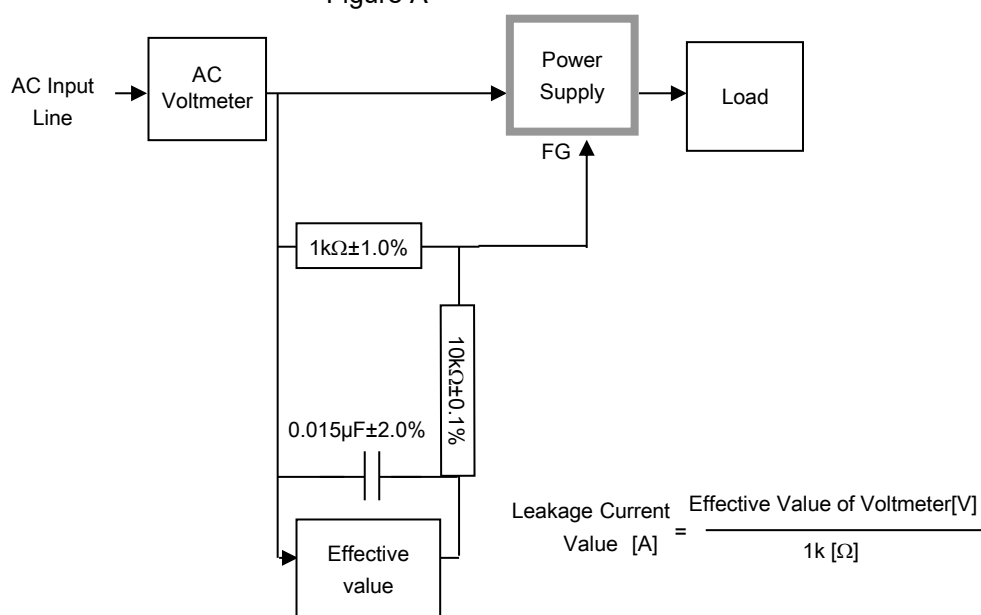 Figure A
AC Input
Line
AC
Voltmeter
Power
Supply
Load
FG
1kΩ±1.0%
10kΩ±0.1%
0.015µF±2.0%
Effective
value
Leakage Current
Value [A]
=
Effective Value of Voltmeter[V]
1k [Ω]